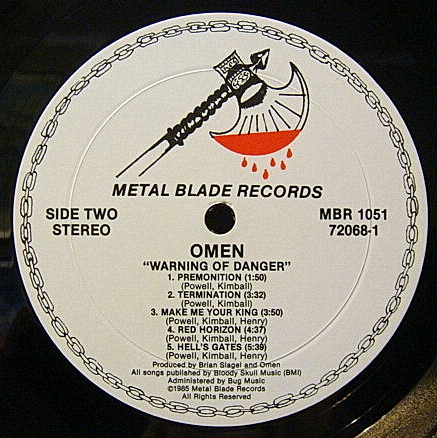 METAL BLADE RECORDS
SIDE TWO
STEREO
MBR 1051
72068-1
OMEN
"WARNING OF DANGER"
1. PREMONITION (1:50)
(Powell, Kimball)
2. TERMINATION (3:32)
(Powell, Kimball)
3. MAKE ME YOUR KING (3:50)
(Powell, Kimball, Henry)
4. RED HORIZON (4:37)
(Powell, Kimball, Henry)
5. HELL'S GATES (5:39)
(Powell, Kimball, Henry)
Produced by Brian Slagel and Omen
All songs published by Bloody Skull Music (BMI)
Administered by Bug Music
©1985 Metal Blade Records
All Rights Reserved